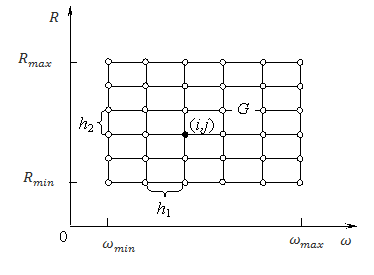 R
R_max
G
h_2
(i,j)
R_min
h_1
0
ω_min
ω_max
ω